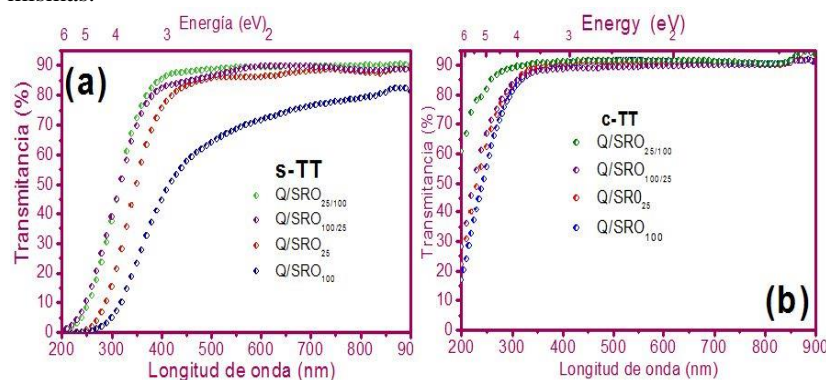 Energía (eV)
6 5 4 3 2
Transmitancia (%)
90
80
70
60
50
40
30
20
10
0
(a)
s-TT
Q/SRO25/100
Q/SRO100/25
Q/SRO25
Q/SRO100
200 300 400 500 600 700 800 90
Longitud de onda (nm)
Energy (eV)
6 5 4 3 2
Transmitancia (%)
90
80
70
60
50
40
30
20
10
0
c-TT
Q/SRO25/100
Q/SRO100/25
Q/SR025
Q/SRO100
(b)
200 300 400 500 600 700 800 900
Longitud de onda (nm)